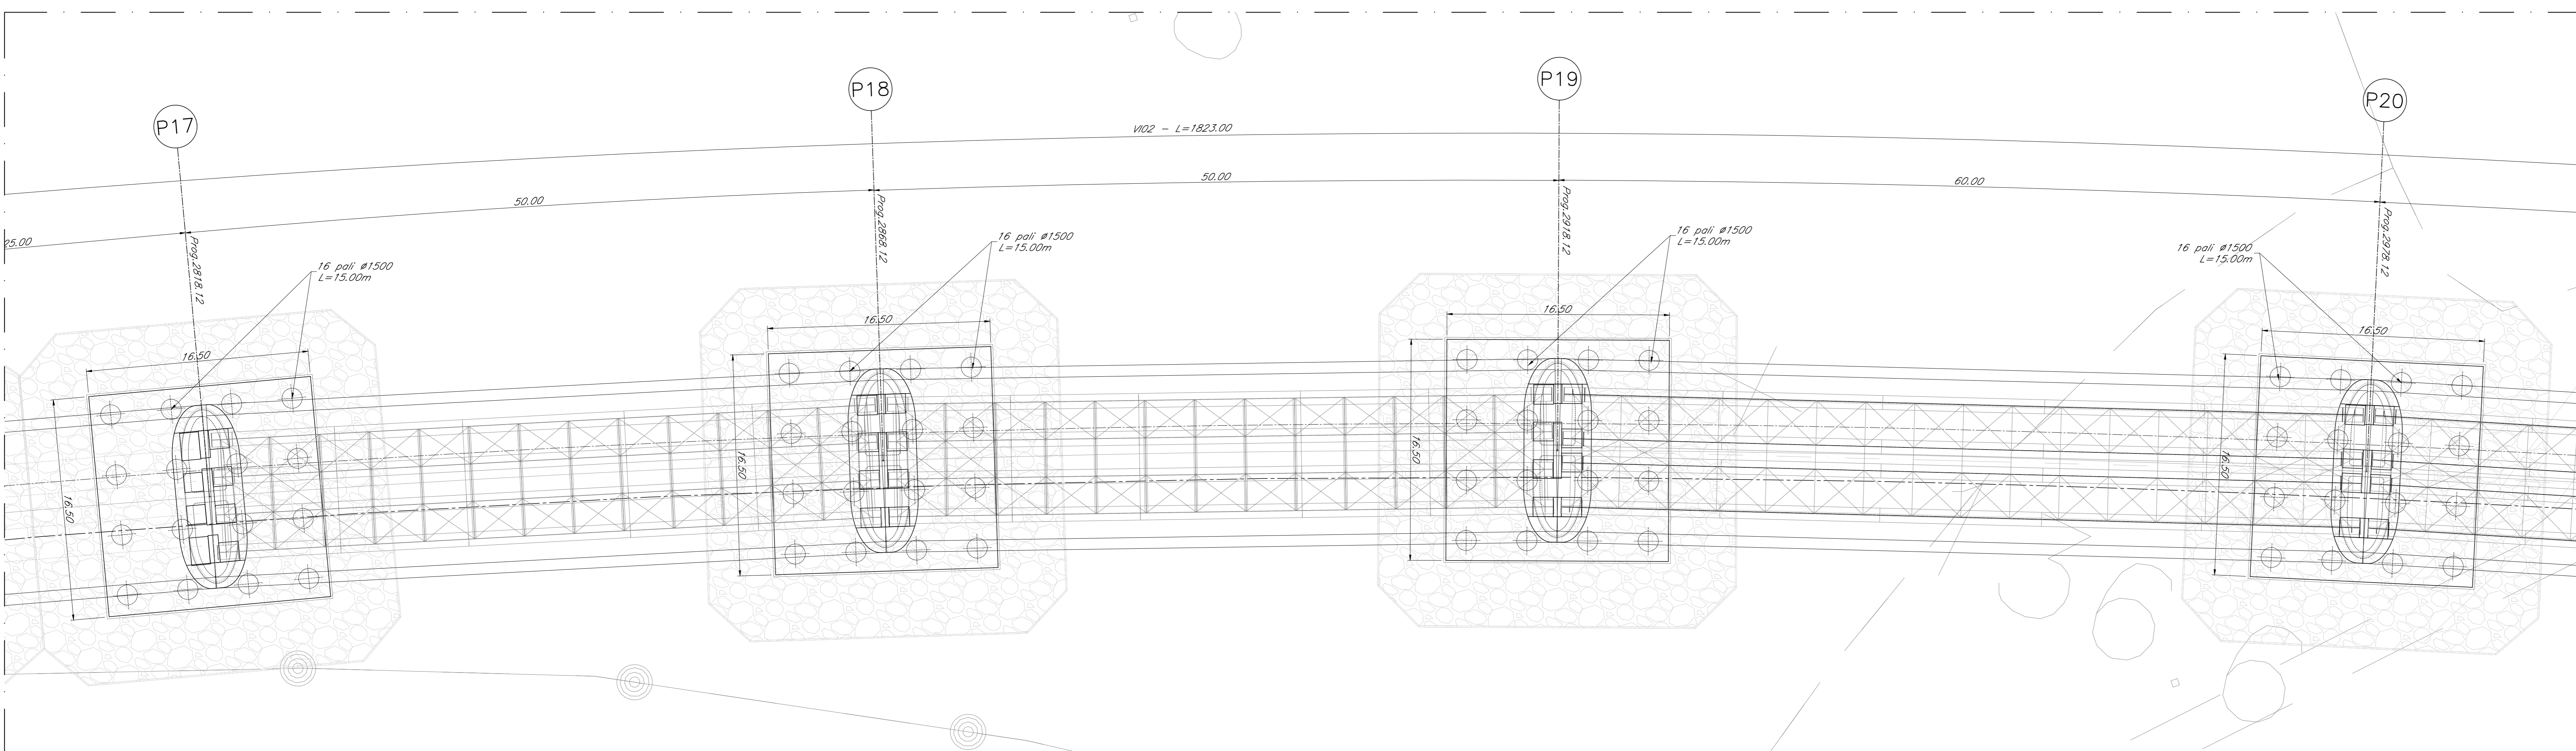 P17
P18
P19
P20
VI02 - L=1823.00
25.00
50.00
50.00
60.00
Prog.2818.12
Prog.2868.12
Prog.2918.12
Prog.2978.12
16 pali ø1500
L=15.00m
16 pali ø1500
L=15.00m
16 pali ø1500
L=15.00m
16 pali ø1500
L=15.00m
16.50
16.50
16.50
16.50
16.50
16.50
16.50
16.50